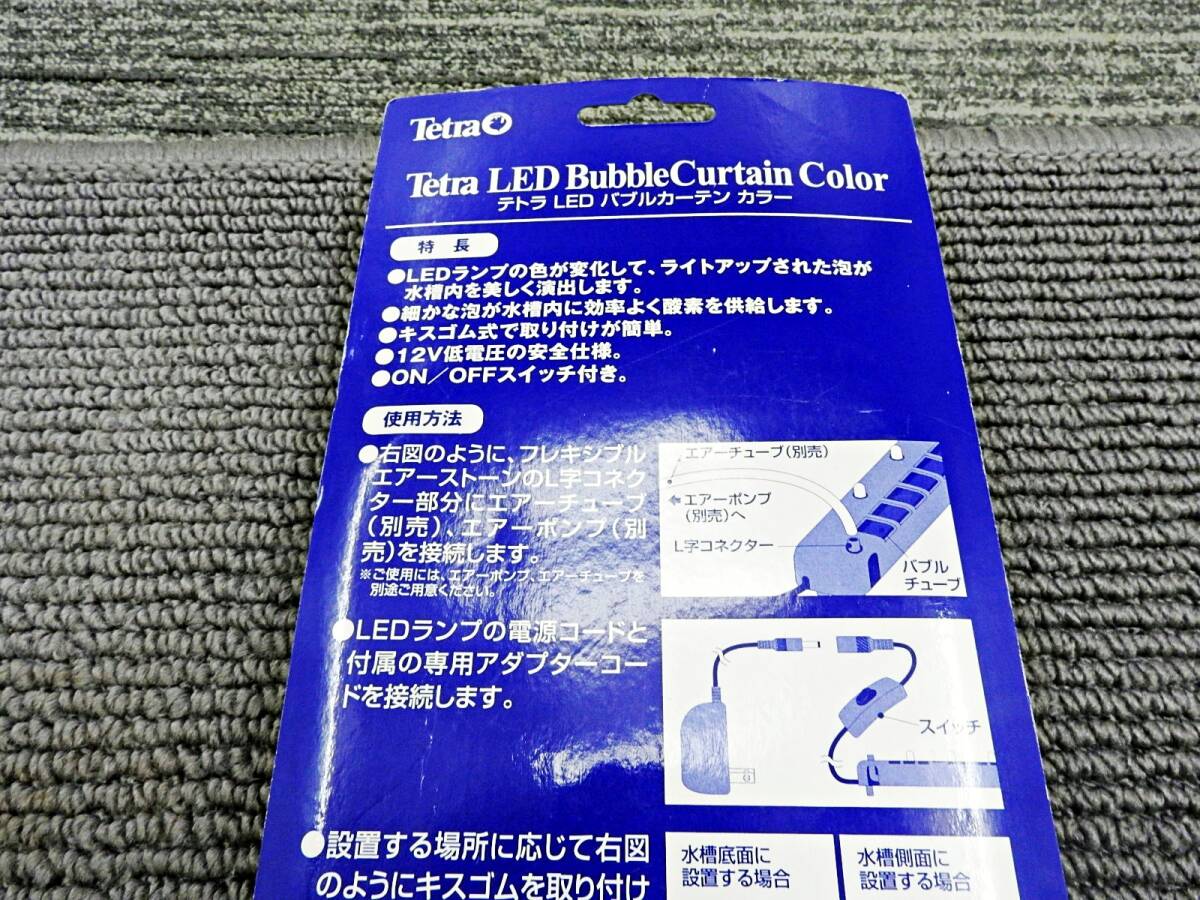 Tetra
Tetra LED BubbleCurtain Color
テトラ LED バブルカーテン カラー
特長
●LEDランプの色が変化して、ライトアップされた泡が
水槽内を美しく演出します。
●細かな泡が水槽内に効率よく酸素を供給します。
●キスゴム式で取り付けが簡単。
●12V低電圧の安全仕様。
●ON／OFFスイッチ付き。
使用方法
●右図のように、フレキシブル
エアーストーンのL字コネク
ター部分にエアーチューブ
(別売)、エアーポンプ(別
売)を接続します。
※ご使用には、エアーポンプ、エアーチューブを
別途ご用意ください。
エアーチューブ(別売)
エアーポンプ
(別売)へ
L字コネクター
バブル
チューブ
●LEDランプの電源コードと
付属の専用アダプターコー
ドを接続します。
スイッチ
●設置する場所に応じて右図
のようにキスゴムを取り付け
水槽底面に
設置する場合
水槽側面に
設置する場合